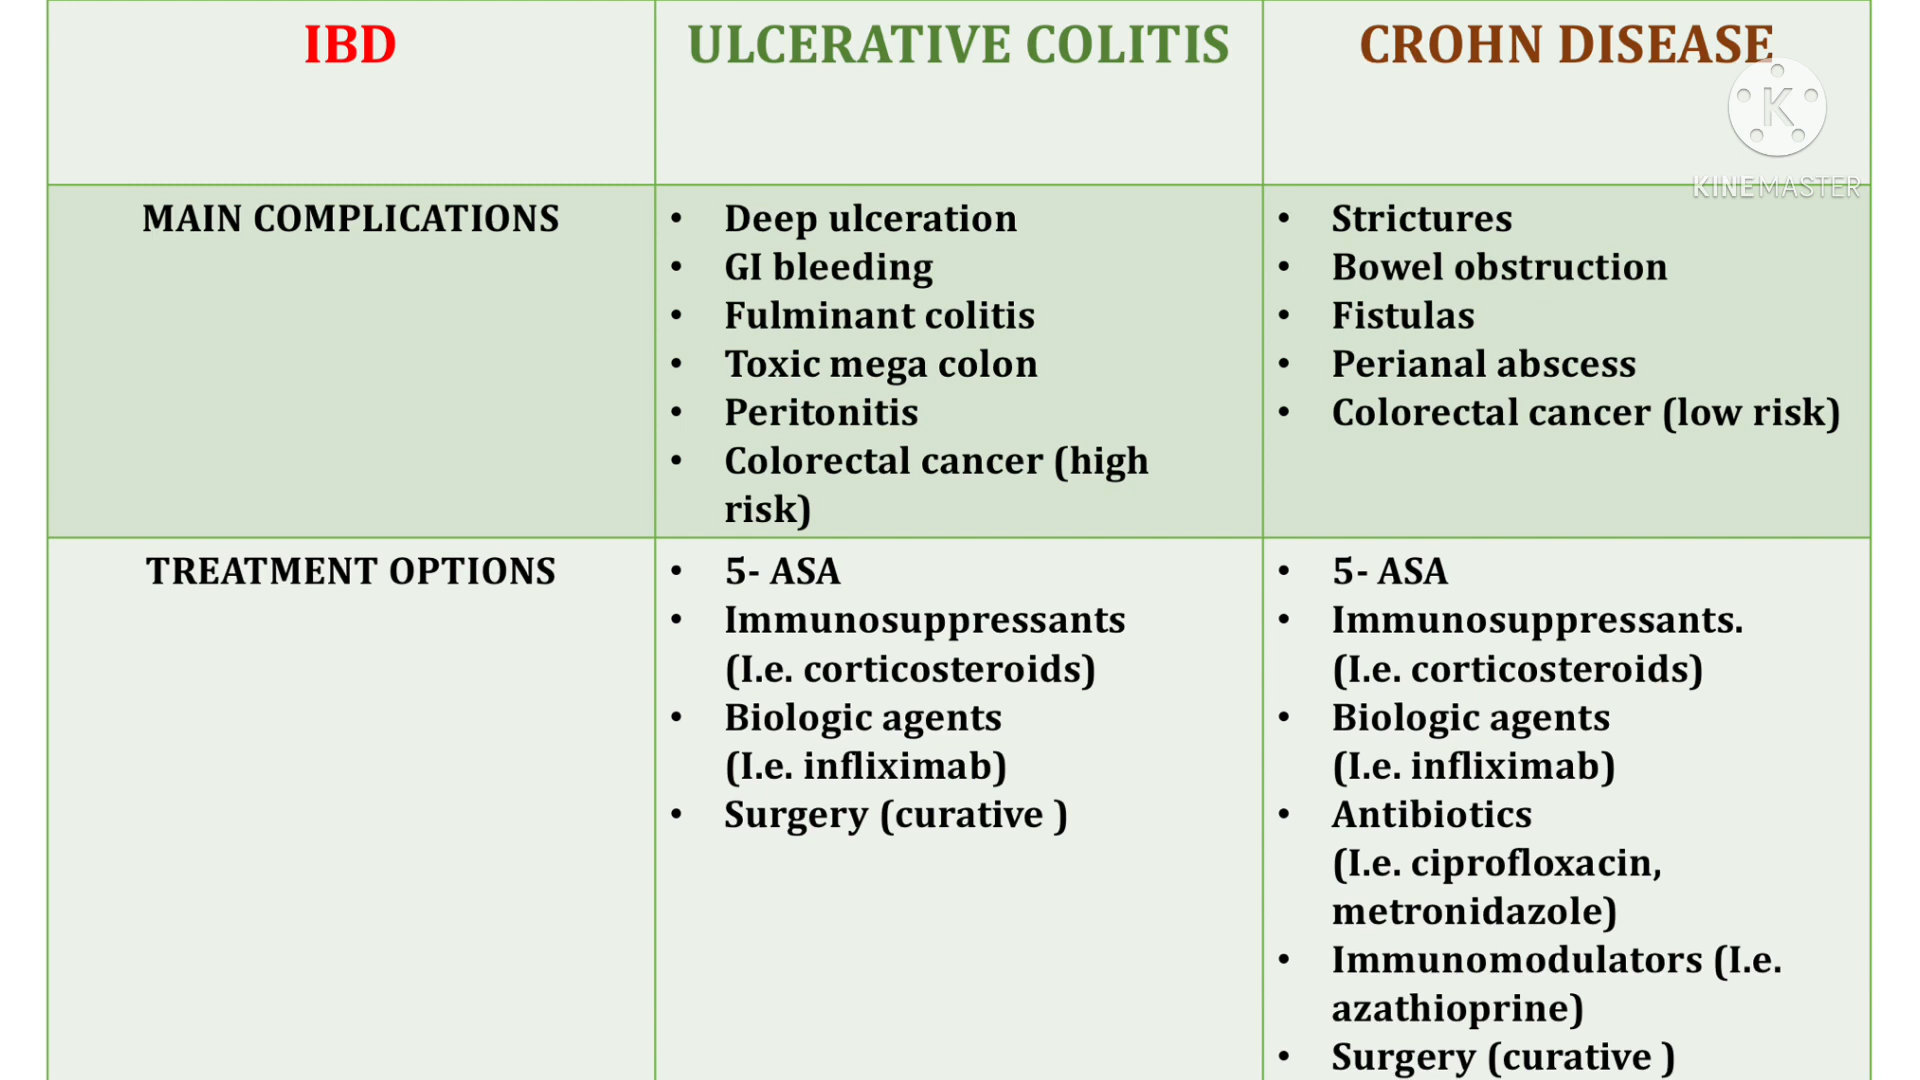 IBD
ULCERATIVE COLITIS
CROHN DISEASE
K
KINEMASTER
MAIN COMPLICATIONS
• Deep ulceration
• GI bleeding
• Fulminant colitis
• Toxic mega colon
• Peritonitis
• Colorectal cancer (high
risk)
• Strictures
• Bowel obstruction
• Fistulas
• Perianal abscess
• Colorectal cancer (low risk)
TREATMENT OPTIONS
• 5- ASA
• Immunosuppressants
(I.e. corticosteroids)
• Biologic agents
(I.e. infliximab)
• Surgery (curative )
• 5- ASA
• Immunosuppressants.
(I.e. corticosteroids)
• Biologic agents
(I.e. infliximab)
• Antibiotics
(I.e. ciprofloxacin,
metronidazole)
• Immunomodulators (I.e.
azathioprine)
• Surgery (curative )